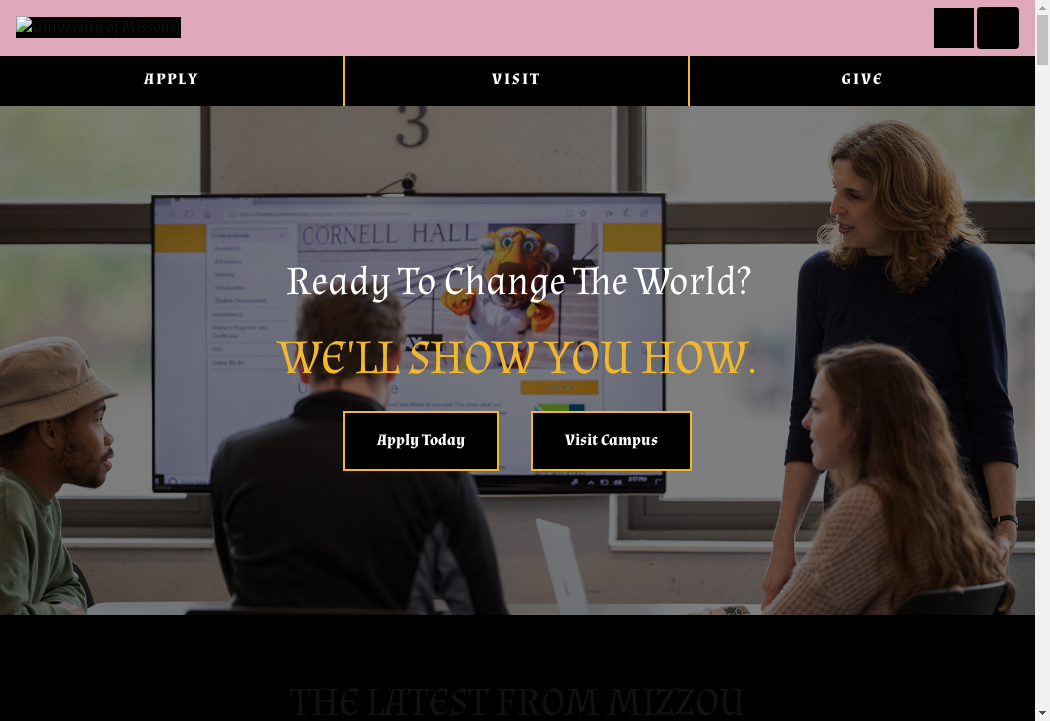 University of Missouri
APPLY
VISIT
GIVE
3
CORNELL HALL
Ready To Change The World?
WE'LL SHOW YOU HOW.
Apply Today
Visit Campus
THE LATEST FROM MIZZOU